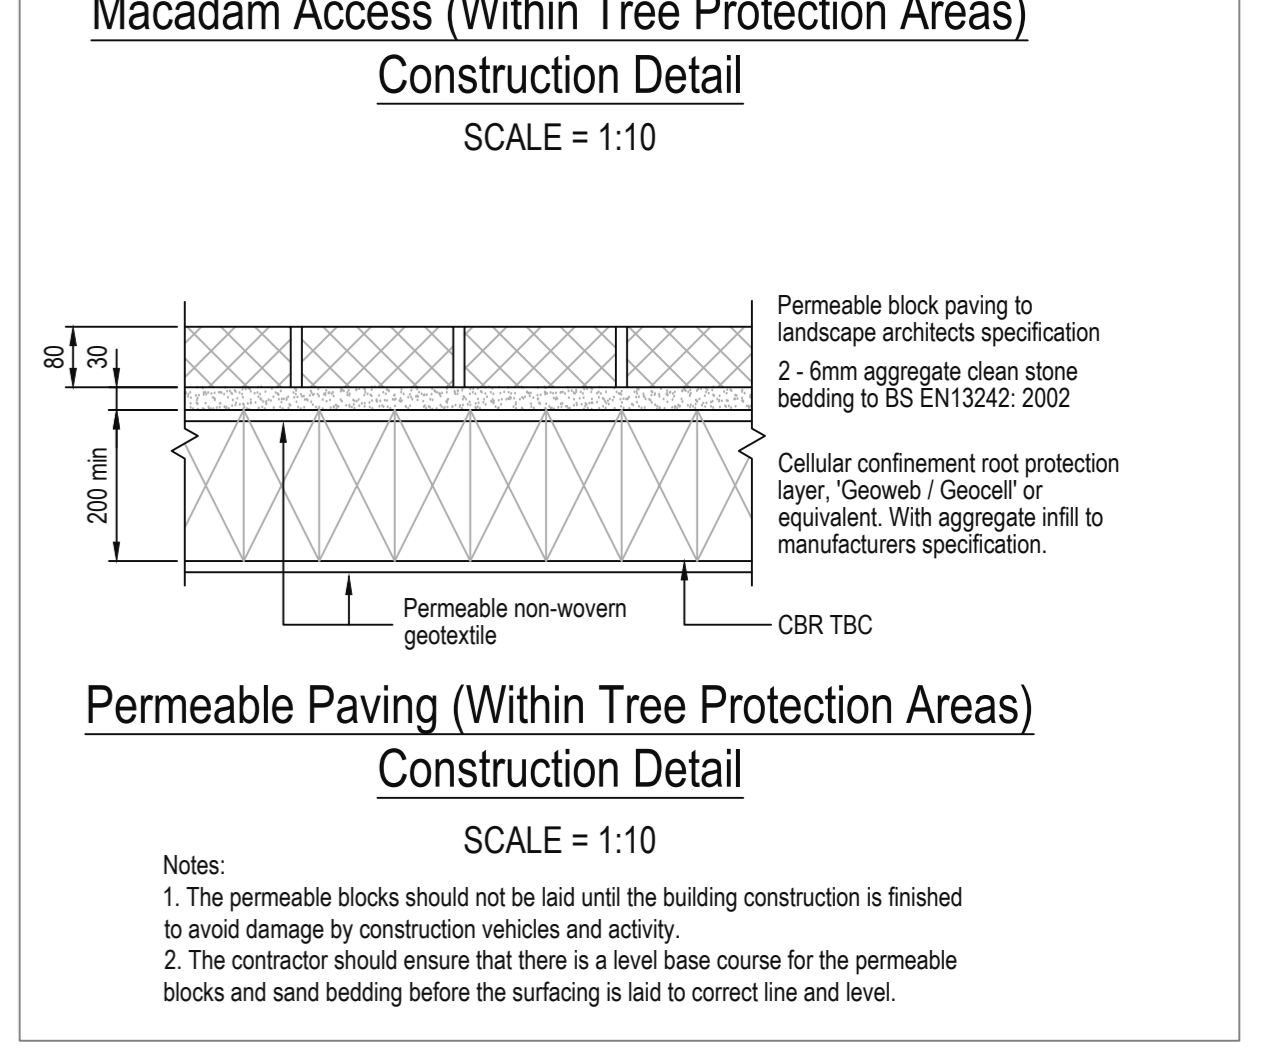 Macadam Access (Within Tree Protection Areas)
Construction Detail
SCALE = 1:10
80
30
200 min
Permeable block paving to
landscape architects specification
2 - 6mm aggregate clean stone
bedding to BS EN13242: 2002
Cellular confinement root protection
layer, 'Geoweb / Geocell' or
equivalent. With aggregate infill to
manufacturers specification.
Permeable non-wovern
geotextile
CBR TBC
Permeable Paving (Within Tree Protection Areas)
Construction Detail
SCALE = 1:10
Notes:
1. The permeable blocks should not be laid until the building construction is finished
to avoid damage by construction vehicles and activity.
2. The contractor should ensure that there is a level base course for the permeable
blocks and sand bedding before the surfacing is laid to correct line and level.